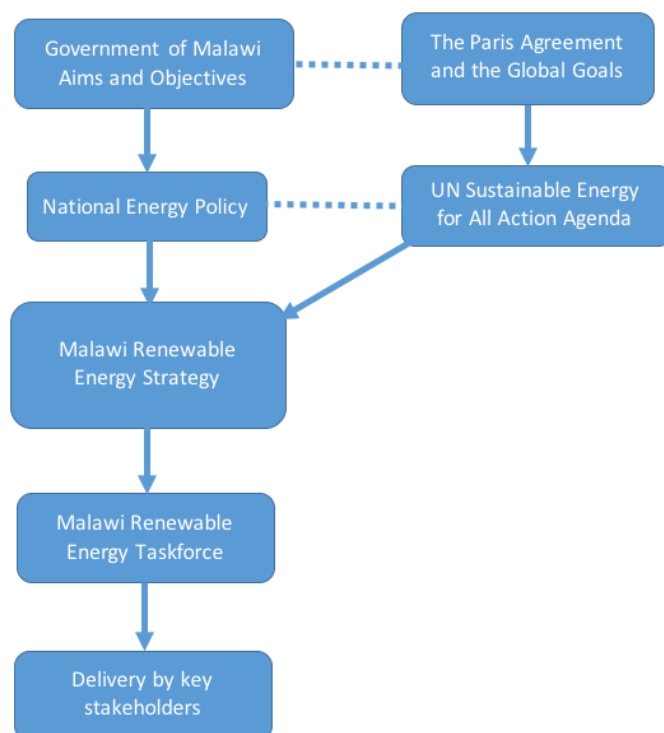 Government of Malawi
Aims and Objectives
The Paris Agreement
and the Global Goals
National Energy Policy
UN Sustainable Energy
for All Action Agenda
Malawi Renewable
Energy Strategy
Malawi Renewable
Energy Taskforce
Delivery by key
stakeholders